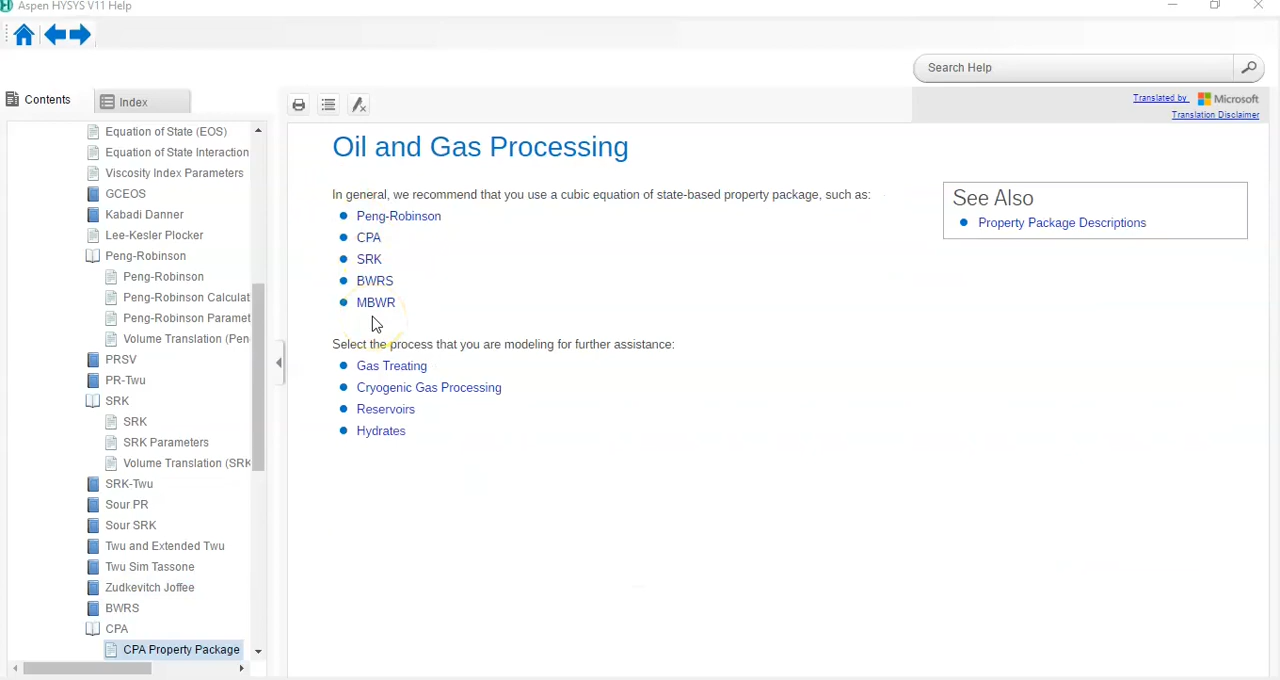 Aspen HYSYS V11 Help
Search Help
Contents
Index
Translated by Microsoft
Translation Disclaimer
Equation of State (EOS)
Equation of State Interaction
Viscosity Index Parameters
GCEOS
Kabadi Danner
Lee-Kesler Plocker
Peng-Robinson
Peng-Robinson
Peng-Robinson Calculat
Peng-Robinson Paramet
Volume Translation (Pen
PRSV
PR-Twu
SRK
SRK
SRK Parameters
Volume Translation (SRK
SRK-Twu
Sour PR
Sour SRK
Twu and Extended Twu
Twu Sim Tassone
Zudkevitch Joffee
BWRS
CPA
CPA Property Package
Oil and Gas Processing
In general, we recommend that you use a cubic equation of state-based property package, such as:
Peng-Robinson
CPA
SRK
BWRS
MBWR
Select the process that you are modeling for further assistance:
Gas Treating
Cryogenic Gas Processing
Reservoirs
Hydrates
See Also
Property Package Descriptions